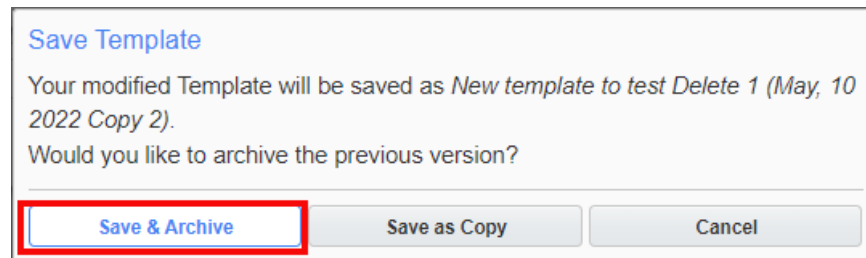 Save Template
Your modified Template will be saved as New template to test Delete 1 (May, 10
2022 Copy 2).
Would you like to archive the previous version?
Save & Archive Save as Copy Cancel